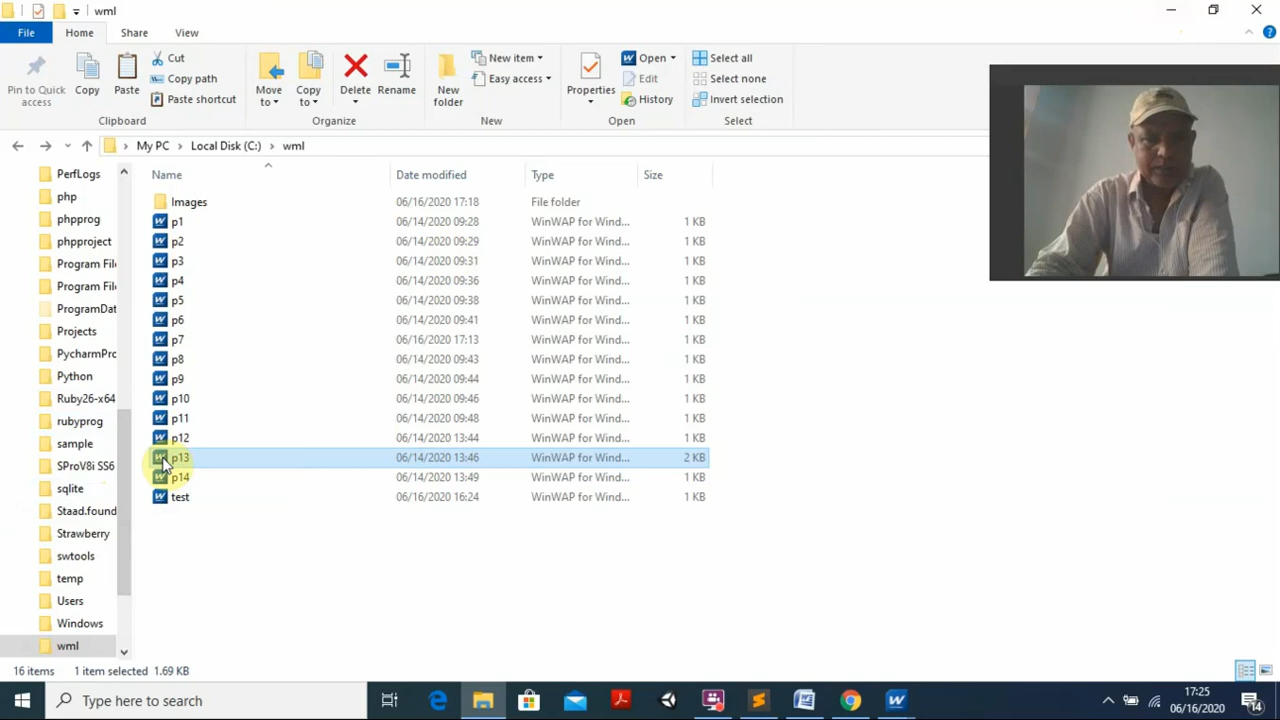 wml
File Home Share View
Pin to Quick access
Copy
Paste
Cut
Copy path
Paste shortcut
Clipboard
Move to
Copy to
Delete
Rename
Organize
New folder
New item
Easy access
New
Properties
Open
Edit
History
Open
Select all
Select none
Invert selection
Select
My PC Local Disk (C:) wml
Name Date modified Type Size
PerfLogs
php
phpprog
phpproject
Program File
Program File
ProgramDat
Projects
PycharmPro
Python
Ruby26-x64
rubyprog
sample
SProV8i SS6
sqlite
Staad.found
Strawberry
swtools
temp
Users
Windows
wml
Images 06/16/2020 17:18 File folder
p1 06/14/2020 09:28 WinWAP for Wind... 1 KB
p2 06/14/2020 09:29 WinWAP for Wind... 1 KB
p3 06/14/2020 09:31 WinWAP for Wind... 1 KB
p4 06/14/2020 09:36 WinWAP for Wind... 1 KB
p5 06/14/2020 09:38 WinWAP for Wind... 1 KB
p6 06/14/2020 09:41 WinWAP for Wind... 1 KB
p7 06/16/2020 17:13 WinWAP for Wind... 1 KB
p8 06/14/2020 09:43 WinWAP for Wind... 1 KB
p9 06/14/2020 09:44 WinWAP for Wind... 1 KB
p10 06/14/2020 09:46 WinWAP for Wind... 1 KB
p11 06/14/2020 09:48 WinWAP for Wind... 1 KB
p12 06/14/2020 13:44 WinWAP for Wind... 1 KB
p13 06/14/2020 13:46 WinWAP for Wind... 2 KB
p14 06/14/2020 13:49 WinWAP for Wind... 1 KB
test 06/16/2020 16:24 WinWAP for Wind... 1 KB
16 items 1 item selected 1.69 KB
Type here to search
17:25
06/16/2020
14